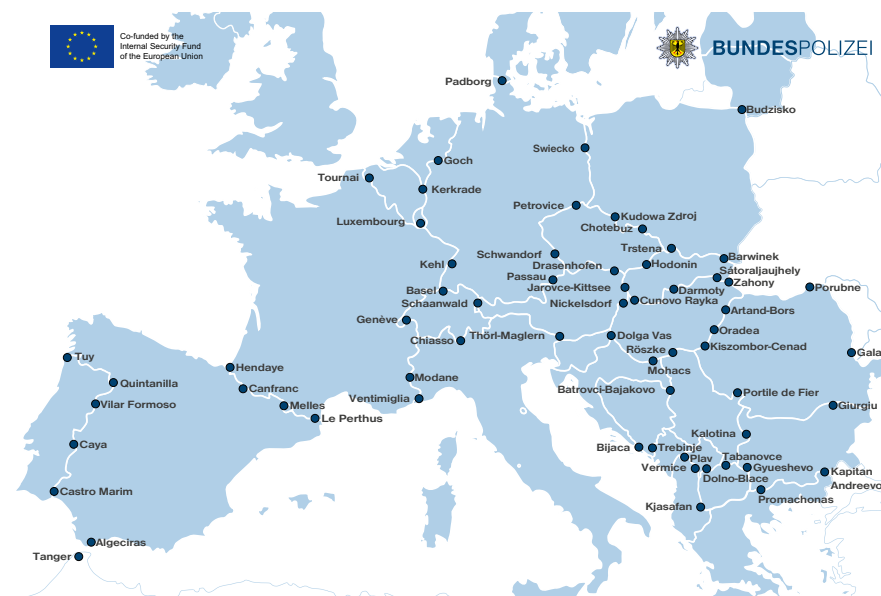 Co-funded by the
Internal Security Fund
of the European Union
BUNDESPOLIZEI
Padborg
Budzisko
Swiecko
Goch
Tournai
Kerkrade
Petrovice
Kudowa Zdroj
Luxembourg
Chotebuz
Trstena
Schwandorf
Barwinek
Kehl
Drasenhofen
Hodonin
Sátoraljaujhely
Passau
Zahony
Basel
Jarovce-Kittsee
Darmoty
Porubne
Schaanwald
Nickelsdorf
Cunovo Rayka
Artand-Bors
Genève
Oradea
Chiasso
Thörl-Maglern
Dolga Vas
Kiszombor-Cenad
Röszke
Gala
Tuy
Mohacs
Hendaye
Modane
Quintanilla
Canfranc
Batrovci-Bajakovo
Portile de Fier
Ventimiglia
Vilar Formoso
Melles
Giurgiu
Le Perthus
Kalotina
Caya
Bijaca
Trebinje
Plav
Tabanovce
Vermice
Gyueshevo
Kapitan
Andreevo
Dolno-Blace
Castro Marim
Promachonas
Kjasafan
Algeciras
Tanger